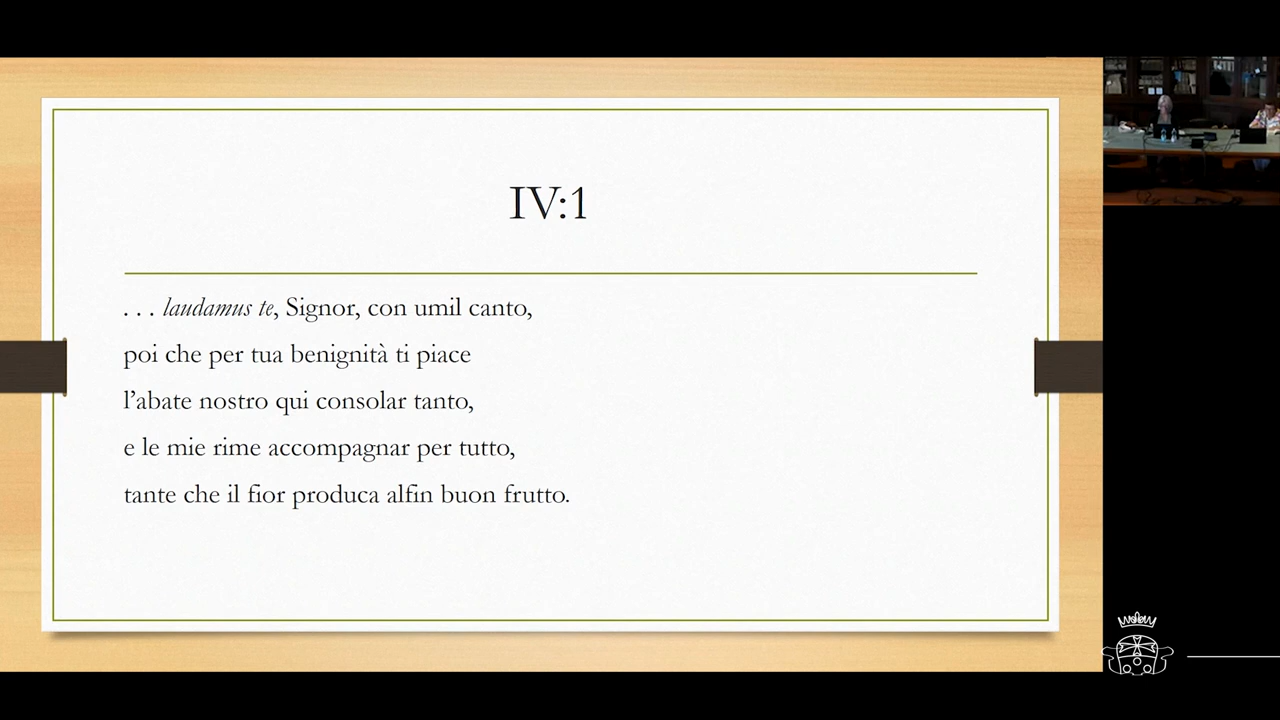 IV:1
. . . laudamus te, Signor, con umil canto,
poi che per tua benignità ti piace
l’abate nostro qui consolar tanto,
e le mie rime accompagnar per tutto,
tante che il fior produca alfin buon frutto.